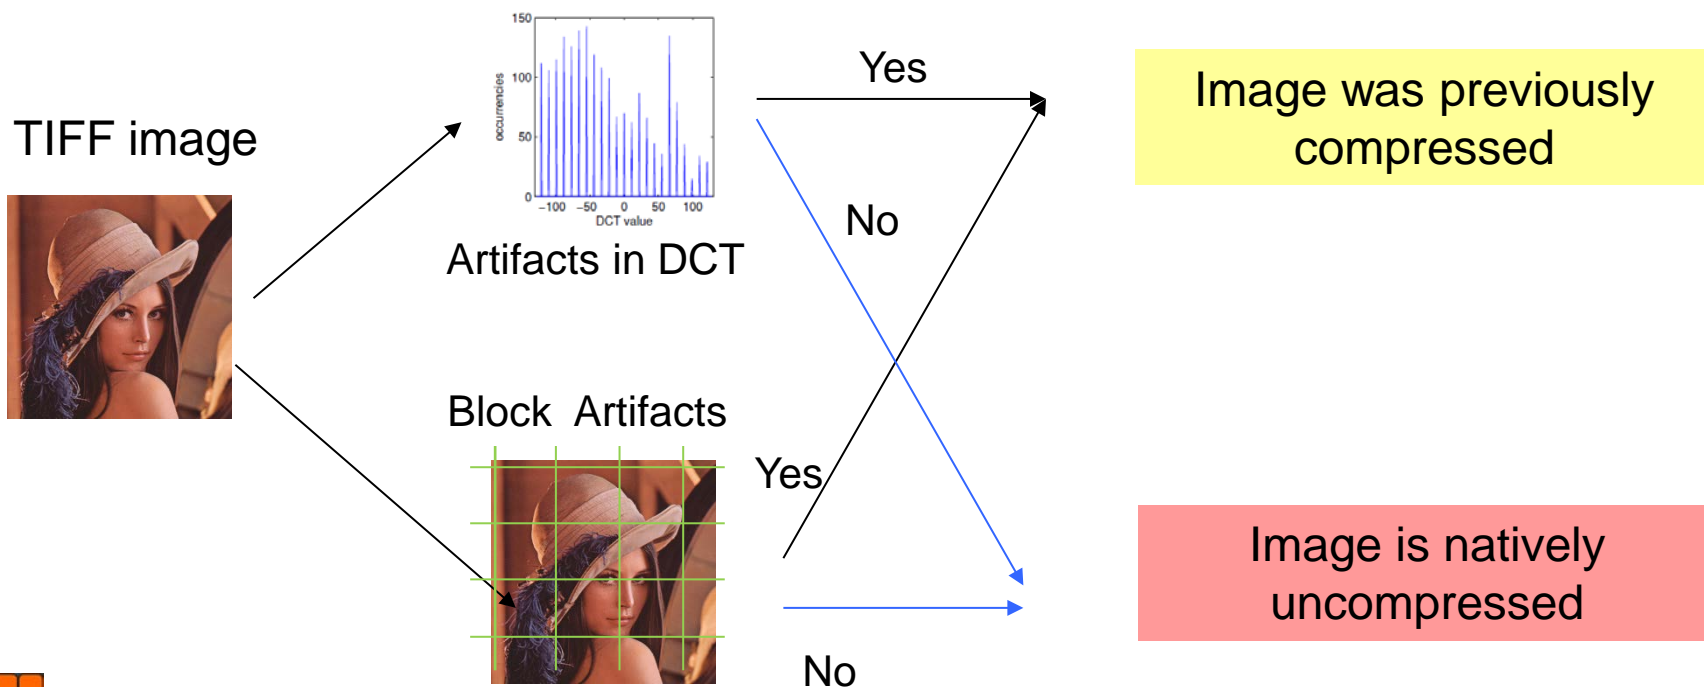 TIFF image
150
100
50
0
occurrencies
−100 −50 0 50 100
DCT value
Artifacts in DCT
Block Artifacts
Yes
No
Yes
No
Image was previously
compressed
Image is natively
uncompressed